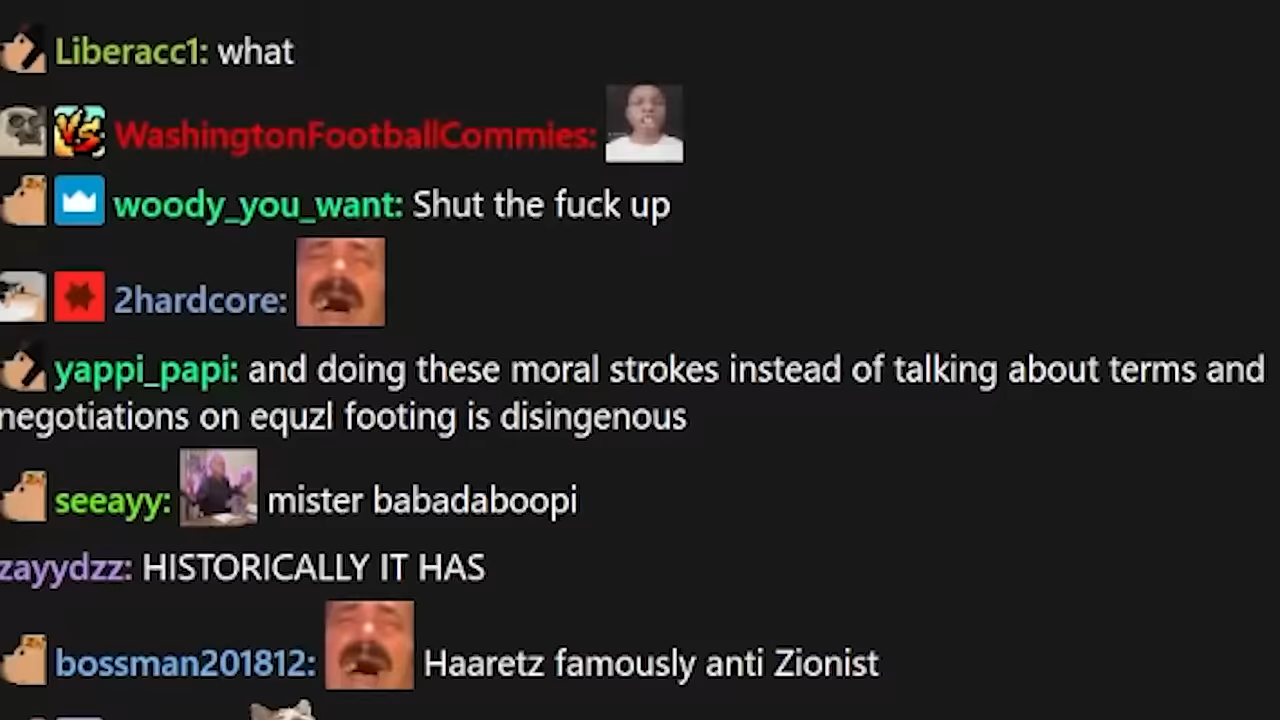 Liberacc1: what
VS WashingtonFootballCommies:
woody_you_want: Shut the fuck up
2hardcore:
yappi_papi: and doing these moral strokes instead of talking about terms and
negotiations on equzl footing is disingenous
seeayy: mister babadaboopi
zayydzz: HISTORICALLY IT HAS
bossman201812: Haaretz famously anti Zionist